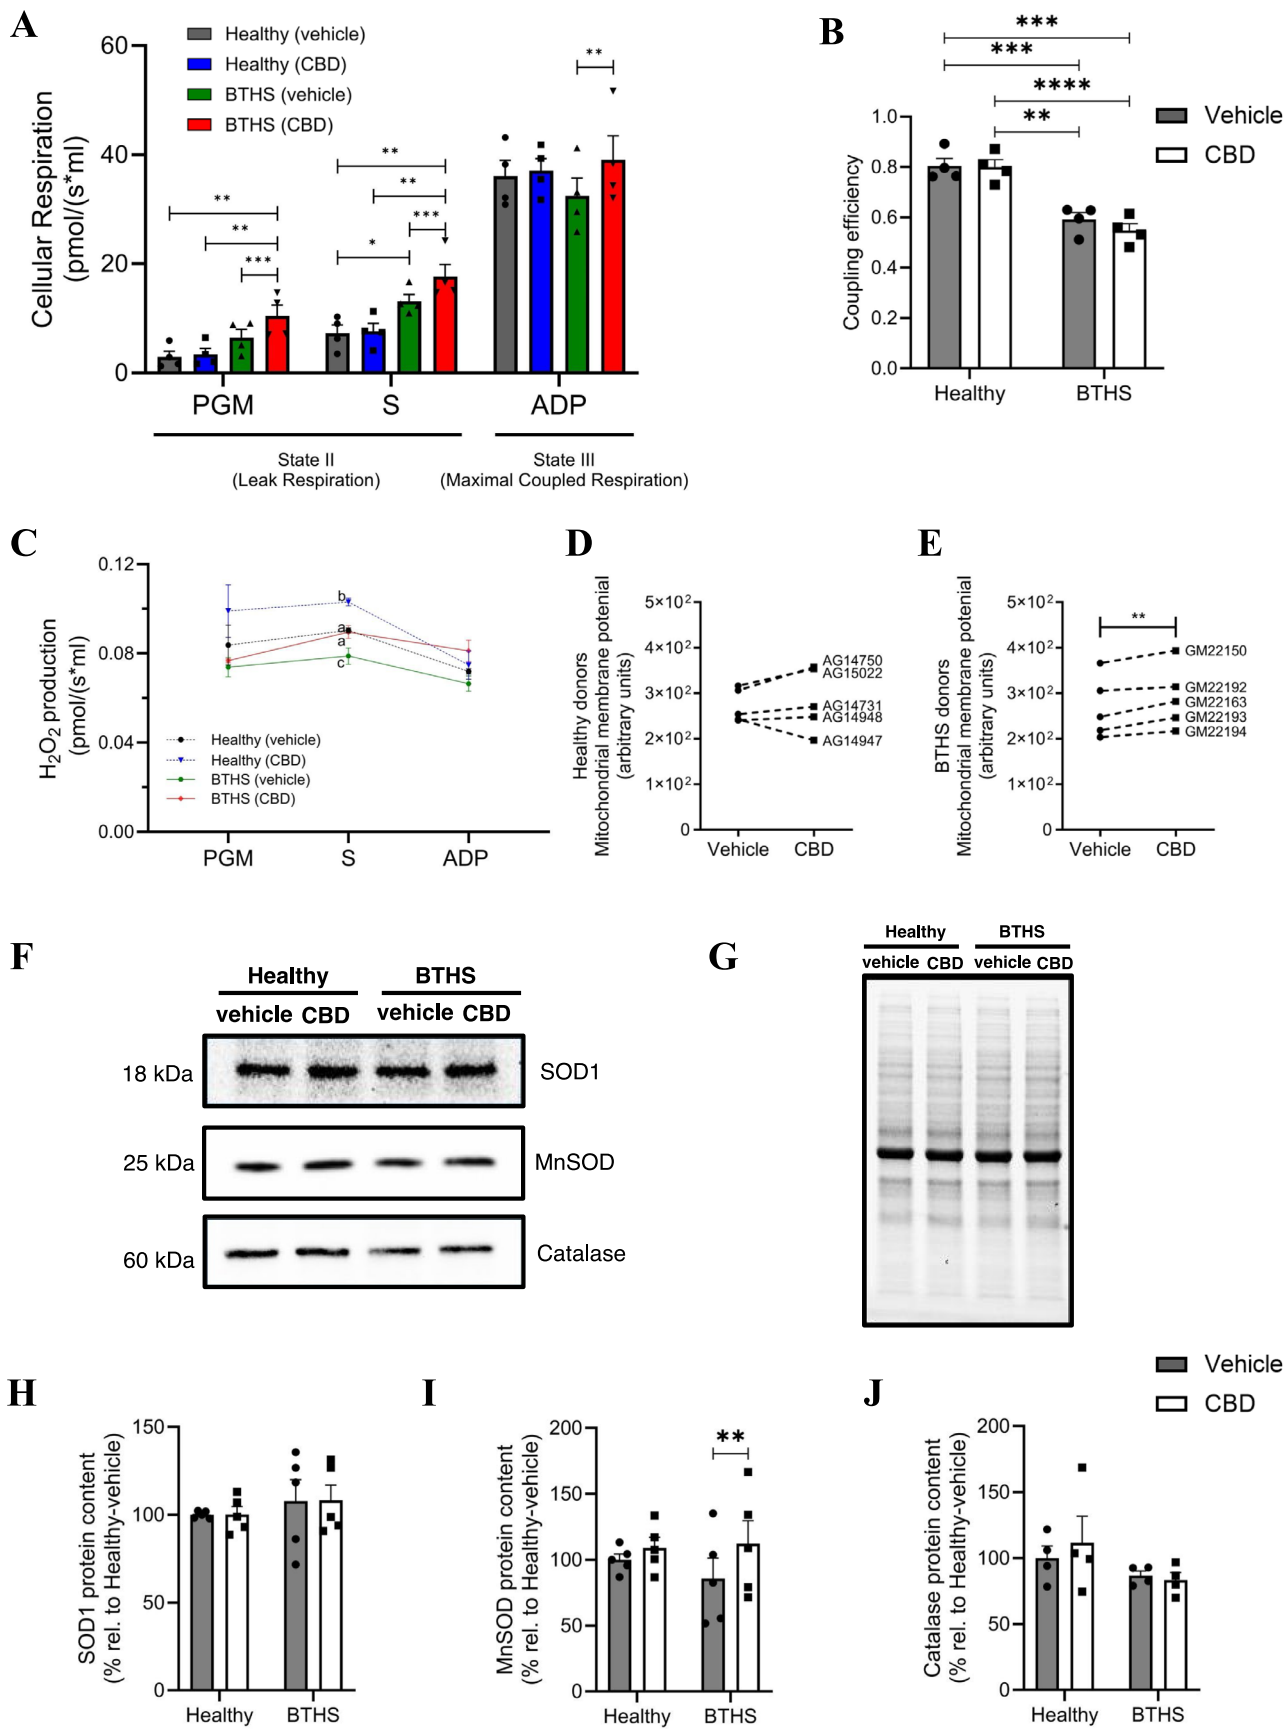 A
Healthy (vehicle)
Healthy (CBD)
BTHS (vehicle)
BTHS (CBD)
Cellular Respiration
(pmol/(s*ml)
60
40
20
0
**
**
***
**
**
***
*
**
PGM
S
ADP
State II
(Leak Respiration)
State III
(Maximal Coupled Respiration)
B
***
***
****
**
Vehicle
CBD
Coupling efficiency
1.0
0.8
0.6
0.4
0.2
0.0
Healthy
BTHS
C
H2O2 production
(pmol/(s*ml)
0.12
0.08
0.04
0.00
b
a
a
c
Healthy (vehicle)
Healthy (CBD)
BTHS (vehicle)
BTHS (CBD)
PGM
S
ADP
D
Healthy donors
Mitochondrial membrane potenial
(arbitrary units)
5×10²
4×10²
3×10²
2×10²
1×10²
0
AG14750
AG15022
AG14731
AG14948
AG14947
Vehicle
CBD
E
BTHS donors
Mitochondrial membrane potenial
(arbitrary units)
5×10²
4×10²
3×10²
2×10²
1×10²
0
**
GM22150
GM22192
GM22163
GM22193
GM22194
Vehicle
CBD
F
Healthy
BTHS
vehicle CBD
vehicle CBD
18 kDa
SOD1
25 kDa
MnSOD
60 kDa
Catalase
G
Healthy
BTHS
vehicle CBD
vehicle CBD
Vehicle
CBD
H
SOD1 protein content
(% rel. to Healthy-vehicle)
150
100
50
0
Healthy
BTHS
I
MnSOD protein content
(% rel. to Healthy-vehicle)
200
150
100
50
0
**
Healthy
BTHS
J
Catalase protein content
(% rel. to Healthy-vehicle)
200
150
100
50
0
Healthy
BTHS